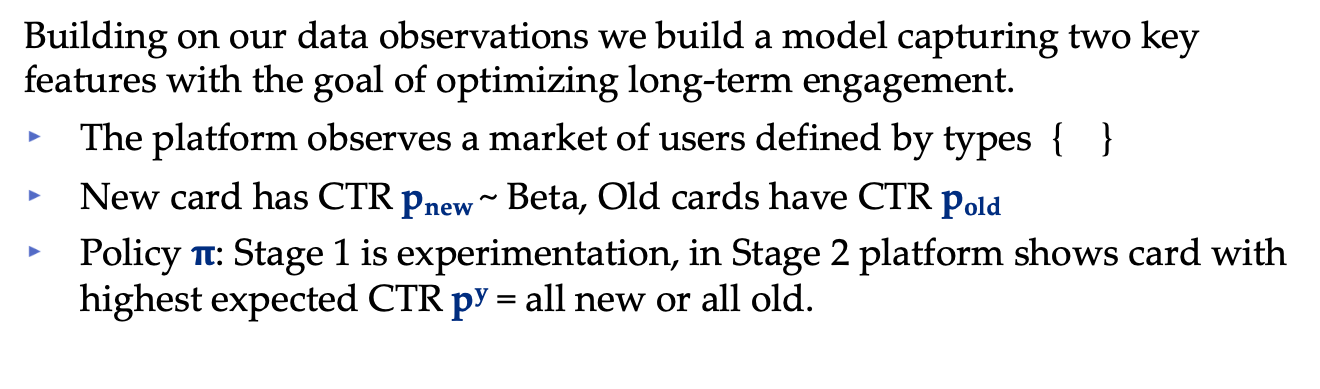 Building on our data observations we build a model capturing two key
features with the goal of optimizing long-term engagement.
‣ The platform observes a market of users defined by types { }
‣ New card has CTR pnew ~ Beta, Old cards have CTR pold
‣ Policy π: Stage 1 is experimentation, in Stage 2 platform shows card with
highest expected CTR pʸ = all new or all old.